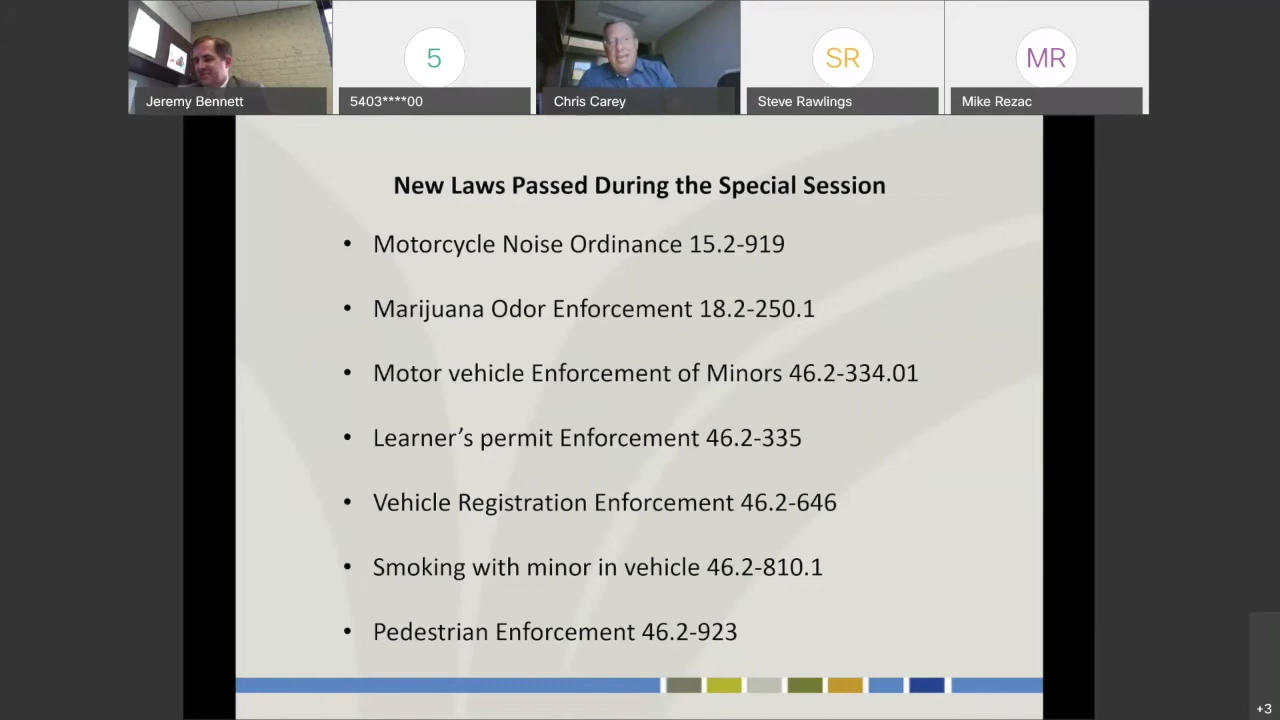 Jeremy Bennett
5
5403****00
Chris Carey
SR
Steve Rawlings
MR
Mike Rezac
New Laws Passed During the Special Session
• Motorcycle Noise Ordinance 15.2-919
• Marijuana Odor Enforcement 18.2-250.1
• Motor vehicle Enforcement of Minors 46.2-334.01
• Learner’s permit Enforcement 46.2-335
• Vehicle Registration Enforcement 46.2-646
• Smoking with minor in vehicle 46.2-810.1
• Pedestrian Enforcement 46.2-923
+3